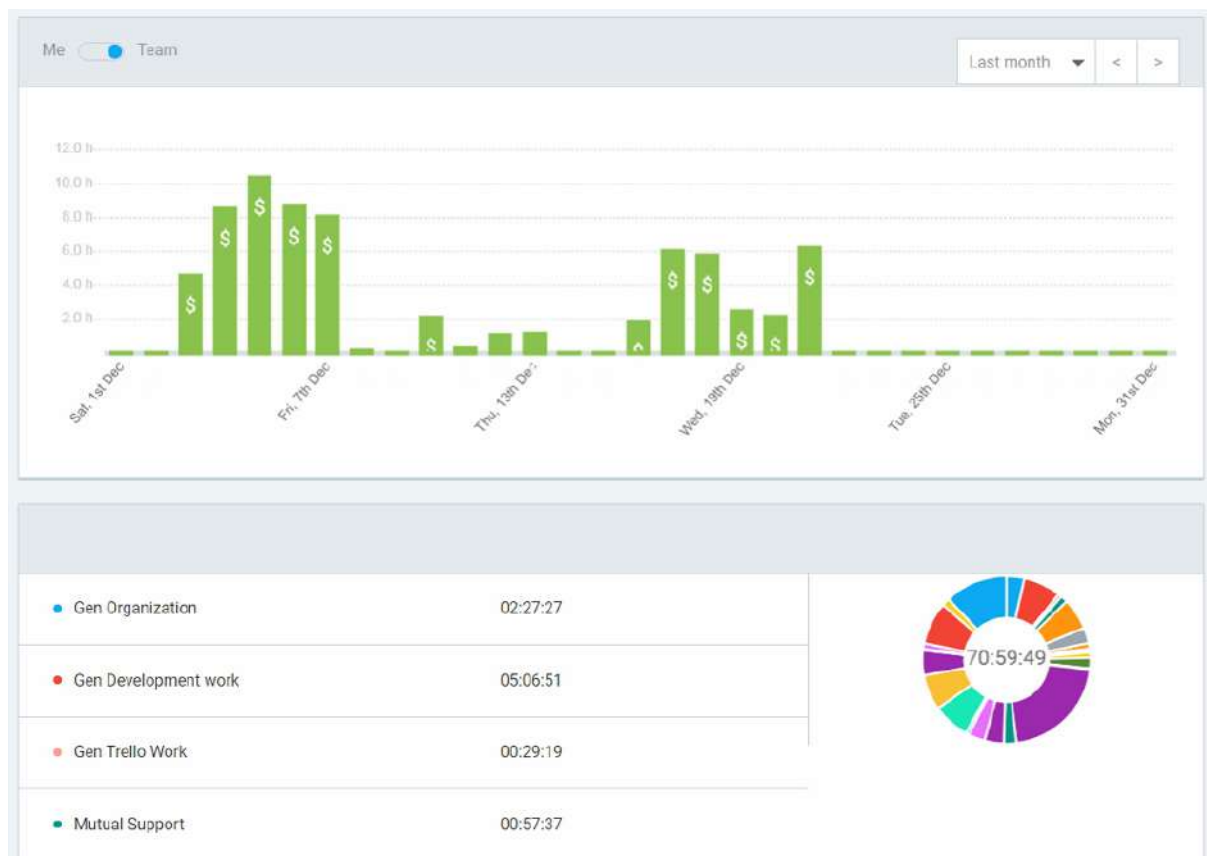 Me Team
Last month < >
12.0 h
10.0 h
8.0 h
6.0 h
4.0 h
2.0 h
$ $ $ $ $ $ $ $ $ $ $
Sat, 1st Dec
Fri, 7th Dec
Thu, 13th Dec
Wed, 19th Dec
Tue, 25th Dec
Mon, 31st Dec
Gen Organization 02:27:27
Gen Development work 05:06:51
Gen Trello Work 00:29:19
Mutual Support 00:57:37
70:59:49